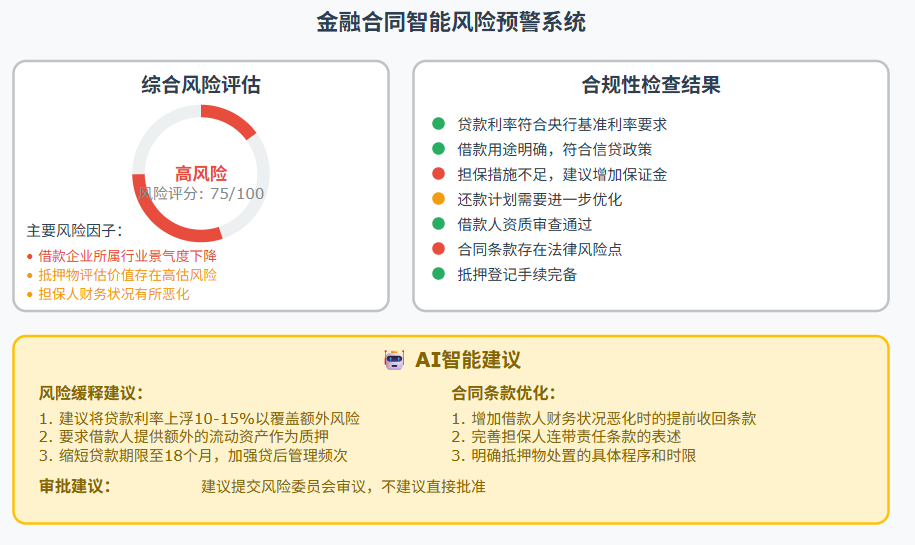 金融合同智能风险预警系统
综合风险评估
高风险
风险评分：75/100
主要风险因子：
• 借款企业所属行业景气度下降
• 抵押物评估价值存在高估风险
• 担保人财务状况有所恶化
合规性检查结果
贷款利率符合央行基准利率要求
借款用途明确，符合信贷政策
担保措施不足，建议增加保证金
还款计划需要进一步优化
借款人资质审查通过
合同条款存在法律风险点
抵押登记手续完备
AI智能建议
风险缓释建议：
1. 建议将贷款利率上浮10-15%以覆盖额外风险
2. 要求借款人提供额外的流动资产作为质押
3. 缩短贷款期限至18个月，加强贷后管理频次
合同条款优化：
1. 增加借款人财务状况恶化时的提前收回条款
2. 完善担保人连带责任条款的表述
3. 明确抵押物处置的具体程序和时限
审批建议： 建议提交风险委员会审议，不建议直接批准